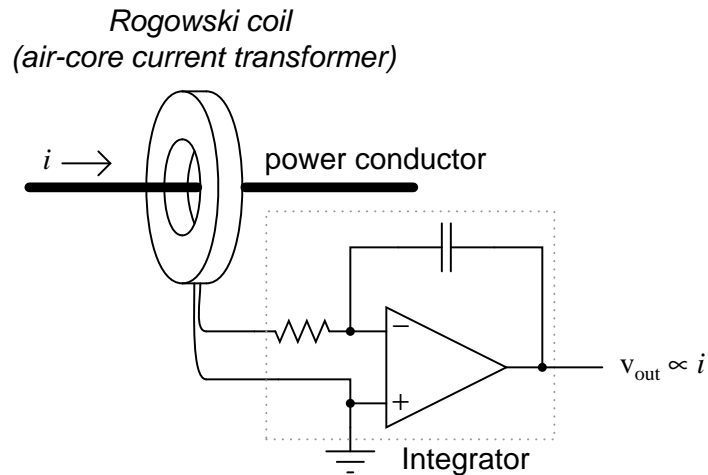 Rogowski coil
(air-core current transformer)
i
power conductor
−
+
v_out ∝ i
Integrator